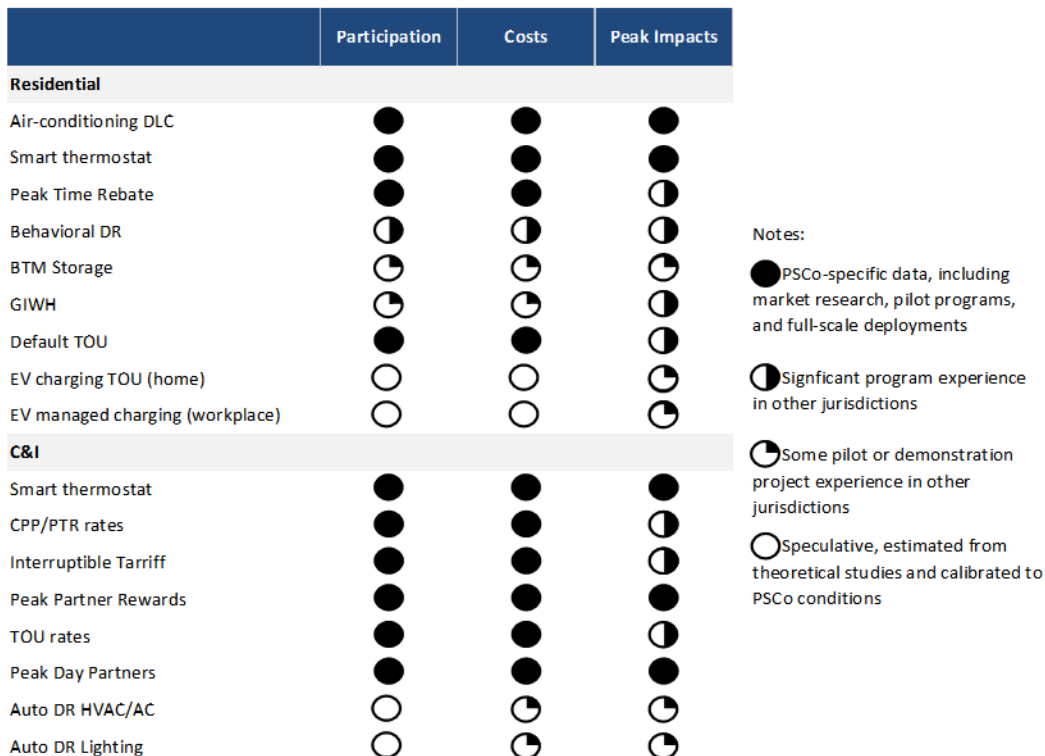 Participation Costs Peak Impacts
Residential
Air-conditioning DLC
Smart thermostat
Peak Time Rebate
Behavioral DR
BTM Storage
GIWH
Default TOU
EV charging TOU (home)
EV managed charging (workplace)
C&I
Smart thermostat
CPP/PTR rates
Interruptible Tarriff
Peak Partner Rewards
TOU rates
Peak Day Partners
Auto DR HVAC/AC
Auto DR Lighting
Notes:
PSCo-specific data, including
market research, pilot programs,
and full-scale deployments
Signficant program experience
in other jurisdictions
Some pilot or demonstration
project experience in other
jurisdictions
Speculative, estimated from
theoretical studies and calibrated to
PSCo conditions